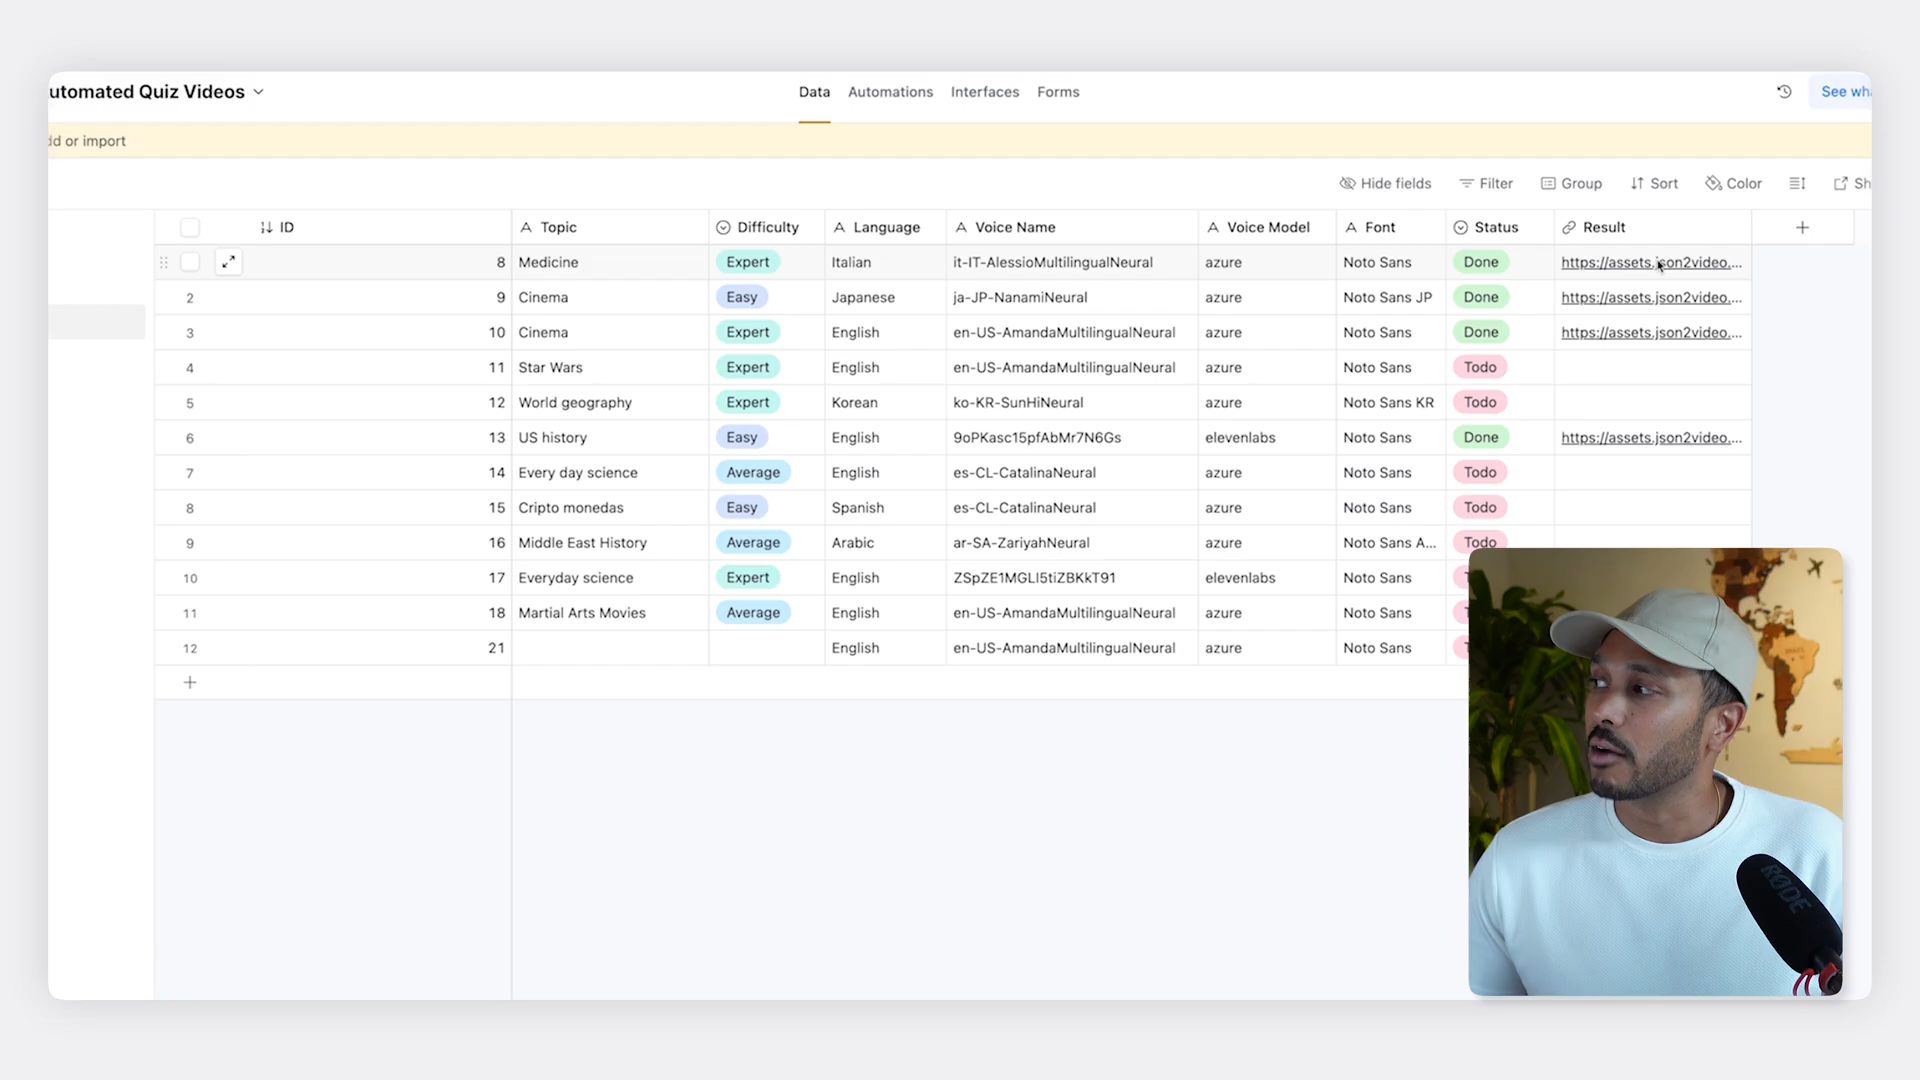 utomated Quiz Videos
Data Automations Interfaces Forms
See wh
dd or import
Hide fields Filter Group Sort Color Sh
ID Topic Difficulty Language Voice Name Voice Model Font Status Result
8 Medicine Expert Italian it-IT-AlessioMultilingualNeural azure Noto Sans Done https://assets.json2video....
2 9 Cinema Easy Japanese ja-JP-NanamiNeural azure Noto Sans JP Done https://assets.json2video....
3 10 Cinema Expert English en-US-AmandaMultilingualNeural azure Noto Sans Done https://assets.json2video....
4 11 Star Wars Expert English en-US-AmandaMultilingualNeural azure Noto Sans Todo
5 12 World geography Expert Korean ko-KR-SunHiNeural azure Noto Sans KR Todo
6 13 US history Easy English 9oPKasc15pfAbMr7N6Gs elevenlabs Noto Sans Done https://assets.json2video....
7 14 Every day science Average English es-CL-CatalinaNeural azure Noto Sans Todo
8 15 Cripto monedas Easy Spanish es-CL-CatalinaNeural azure Noto Sans Todo
9 16 Middle East History Average Arabic ar-SA-ZariyahNeural azure Noto Sans A... Todo
10 17 Everyday science Expert English ZSpZE1MGLI5tiZBKkT91 elevenlabs Noto Sans
11 18 Martial Arts Movies Average English en-US-AmandaMultilingualNeural azure Noto Sans
12 21 English en-US-AmandaMultilingualNeural azure Noto Sans
BRASIL
RØDE